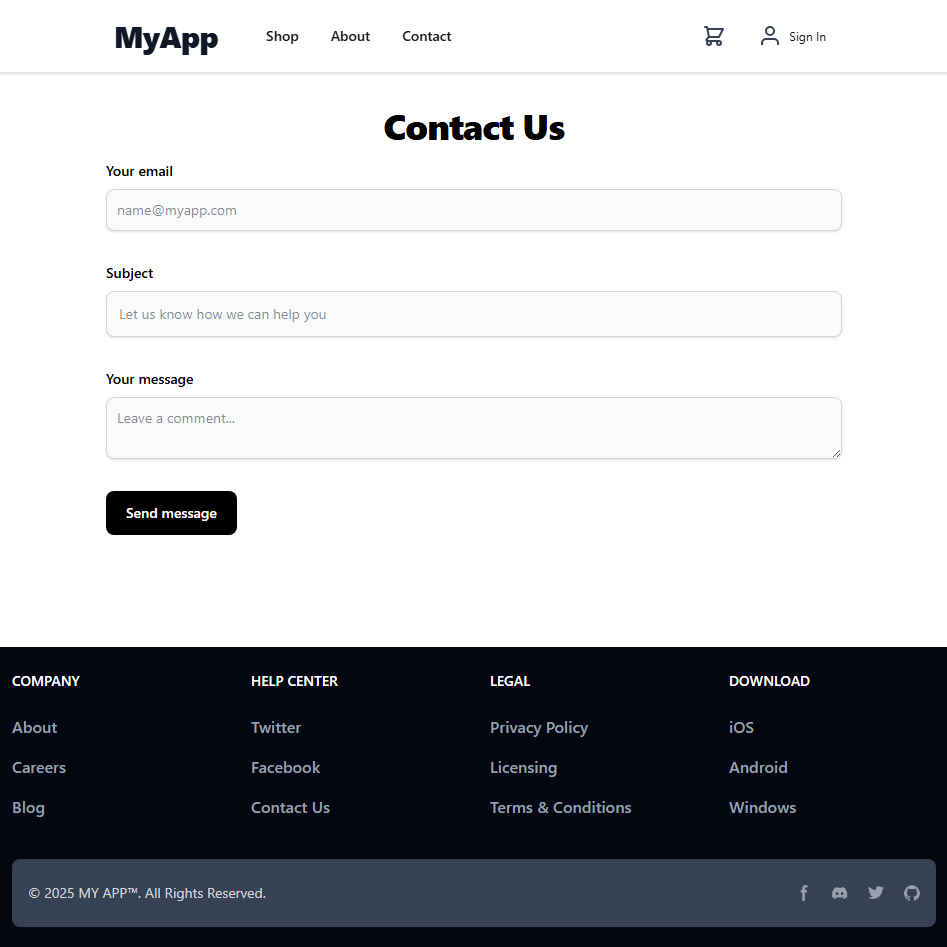 MyApp Shop About Contact Sign In
Contact Us
Your email
name@myapp.com
Subject
Let us know how we can help you
Your message
Leave a comment...
Send message
COMPANY HELP CENTER LEGAL DOWNLOAD
About Twitter Privacy Policy iOS
Careers Facebook Licensing Android
Blog Contact Us Terms & Conditions Windows
© 2025 MY APP™. All Rights Reserved.